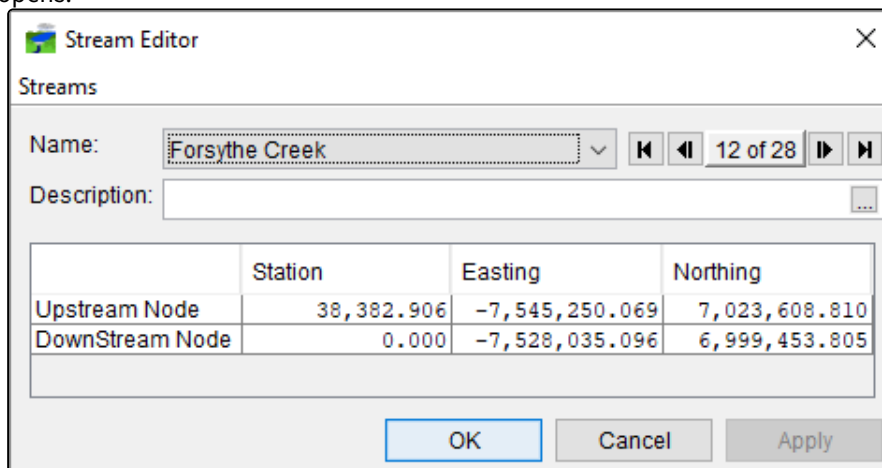 opens.
Stream Editor
Streams
Name: Forsythe Creek 12 of 28
Description: ...
Station Easting Northing
Upstream Node 38,382.906 -7,545,250.069 7,023,608.810
DownStream Node 0.000 -7,528,035.096 6,999,453.805
OK Cancel Apply